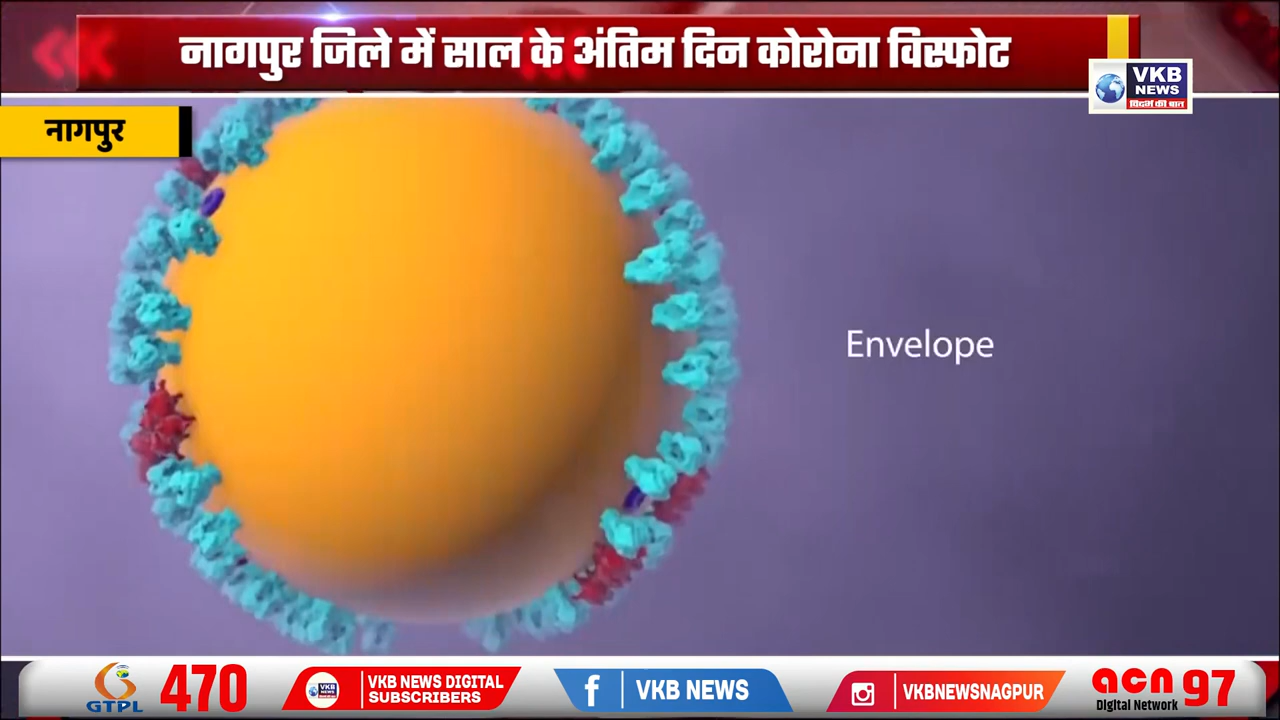 नागपुर जिले में साल के अंतिम दिन कोरोना विस्फोट
VKB
NEWS
विदर्भ की बात
नागपुर
Envelope
GTPL
470
VKB NEWS DIGITAL
SUBSCRIBERS
VKB NEWS
VKBNEWSNAGPUR
acn 97
Digital Network